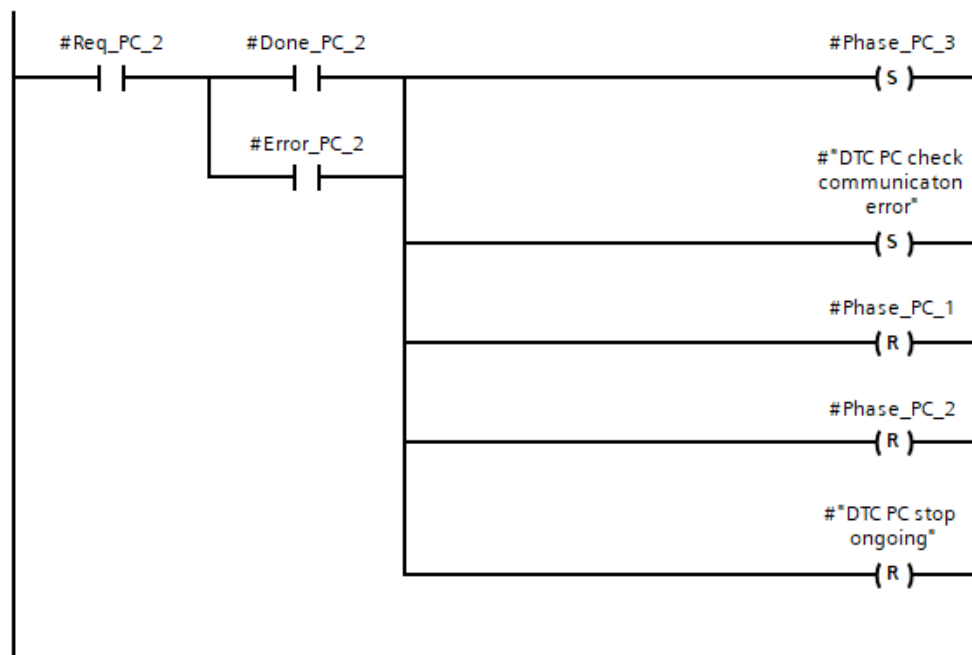 #Req_PC_2 #Done_PC_2 #Phase_PC_3
S
#Error_PC_2
#"DTC PC check
communicaton
error"
S
#Phase_PC_1
R
#Phase_PC_2
R
#"DTC PC stop
ongoing"
R